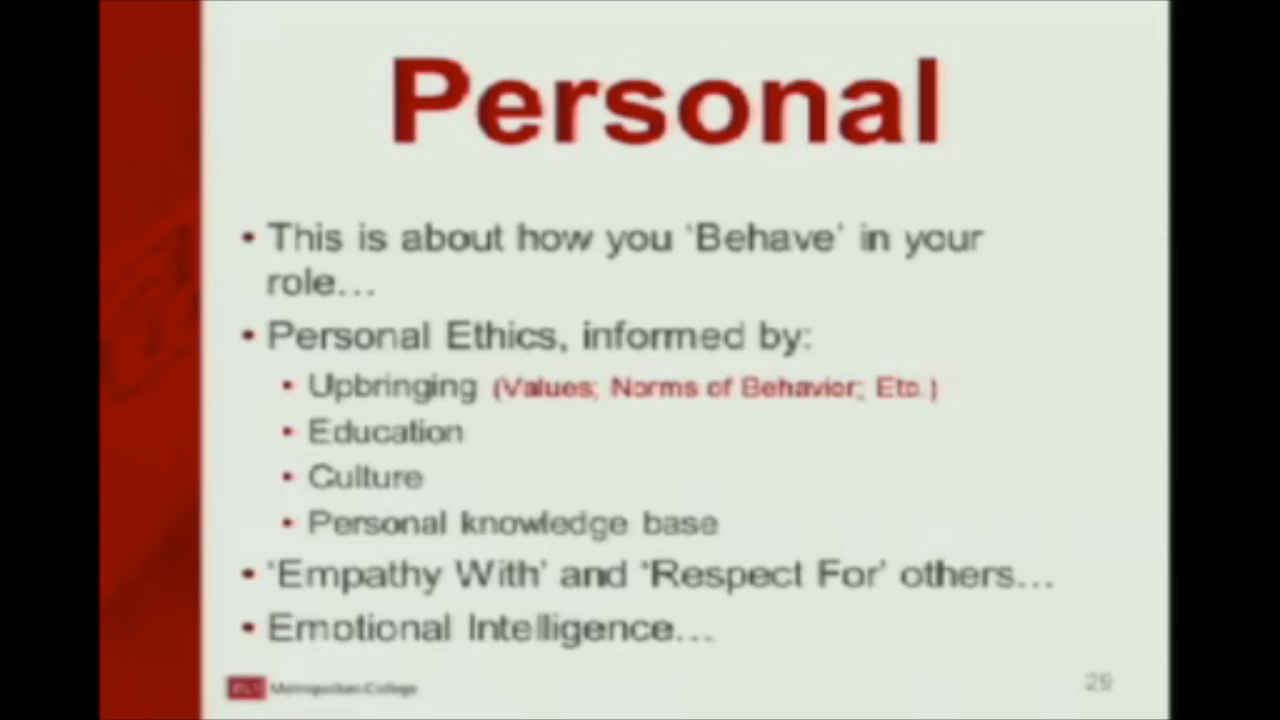 Personal
• This is about how you ‘Behave’ in your
role…
• Personal Ethics, informed by:
• Upbringing (Values; Norms of Behavior; Etc.)
• Education
• Culture
• Personal knowledge base
• ‘Empathy With’ and ‘Respect For’ others…
• Emotional Intelligence…
Metropolitan College
29